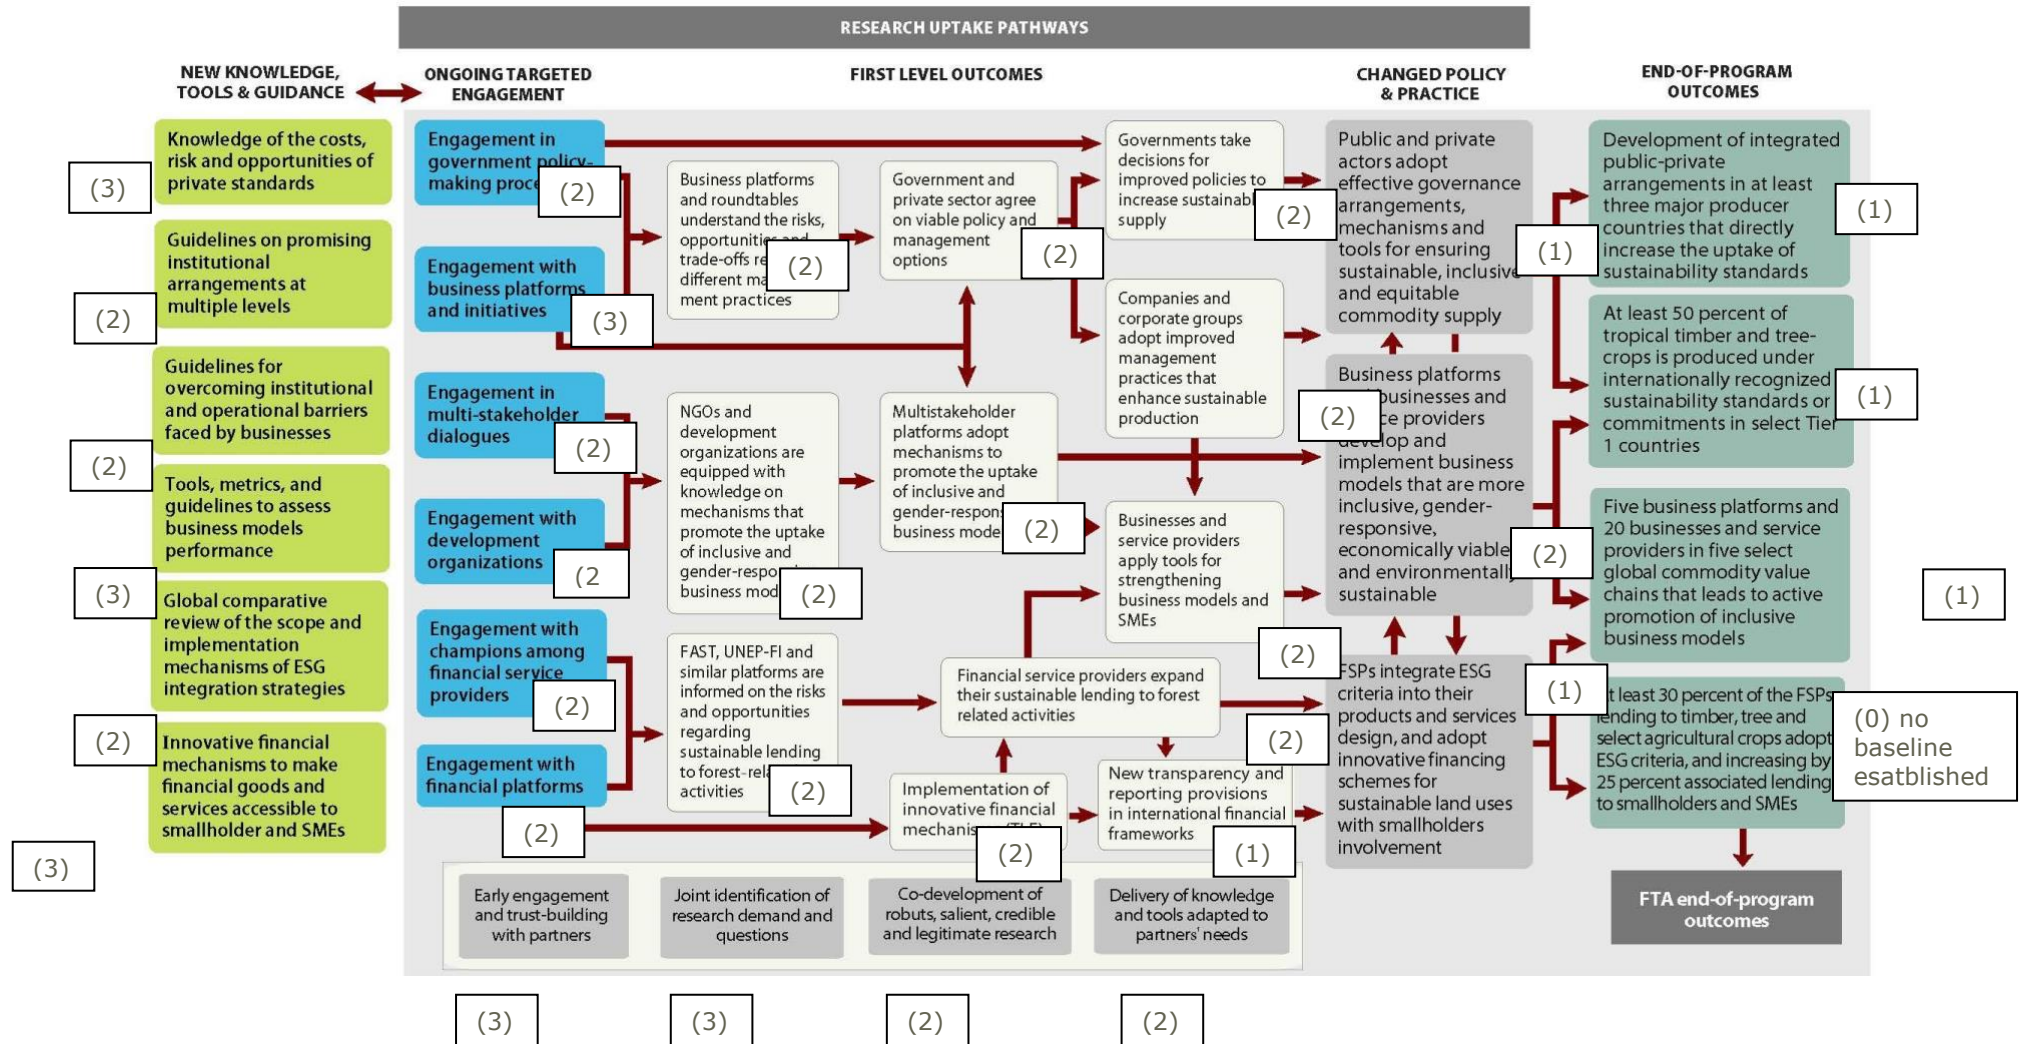 RESEARCH UPTAKE PATHWAYS
NEW KNOWLEDGE,
TOOLS & GUIDANCE
ONGOING TARGETED
ENGAGEMENT
FIRST LEVEL OUTCOMES
CHANGED POLICY
& PRACTICE
END-OF-PROGRAM
OUTCOMES
Knowledge of the costs,
risk and opportunities of
private standards
(3)
Guidelines on promising
institutional
arrangements at
multiple levels
(2)
Guidelines for
overcoming institutional
and operational barriers
faced by businesses
(2)
Tools, metrics, and
guidelines to assess
business models
performance
(3)
Global comparative
review of the scope and
implementation
mechanisms of ESG
integration strategies
(2)
Innovative financial
mechanisms to make
financial goods and
services accessible to
smallholder and SMEs
(3)
Engagement in
government policy-
making
(2)
Engagement with
business platforms
and initiatives
(3)
Engagement in
multi-stakeholder
dialogues
(2)
Engagement with
development
organizations
(2
Engagement with
champions among
financial service
providers
(2)
Engagement with
financial platforms
(2)
Business platforms
and roundtables
understand the risks,
opportunities and
trade-offs
different
ment practices
(2)
NGOs and
development
organizations are
equipped with
knowledge on
mechanisms that
promote the uptake
of inclusive and
business
(2)
FAST, UNEP-FI and
similar platforms are
informed on the risks
and opportunities
regarding
sustainable lending
to
activities
(2)
Government and
private sector agree
on viable policy and
management
options
(2)
Multistakeholder
platforms adopt
mechanisms to
promote the uptake
of inclusive and
business
(2)
Financial service providers expand
their sustainable lending to forest
related activities
(2)
Implementation of
innovative financial
(2)
Governments take
decisions for
improved policies to
increase
supply
(2)
Companies and
corporate groups
adopt improved
management
practices that
enhance sustainable
production
(2)
Businesses and
service providers
apply tools for
strengthening
business models and
SMEs
(2)
New transparency and
reporting provisions
in international financial
frameworks
(1)
Public and private
actors adopt
effective governance
arrangements,
mechanisms and
tools for ensuring
sustainable, inclusive
and equitable
commodity supply
(1)
Business platforms
businesses and
providers
develop and
implement business
models that are more
inclusive, gender-
responsive,
economically viable
and environmentally
sustainable
(2)
FSPs integrate ESG
criteria into their
products and services
design, and adopt
innovative financing
schemes for
sustainable land uses
with smallholders
involvement
(1)
Development of integrated
public-private
arrangements in at least
three major producer
countries that directly
increase the uptake of
sustainability standards
(1)
At least 50 percent of
tropical timber and tree-
crops is produced under
internationally recognized
sustainability standards or
commitments in select Tier
1 countries
(1)
Five business platforms and
20 businesses and service
providers in five select
global commodity value
chains that leads to active
promotion of inclusive
business models
(1)
At least 30 percent of the FSPs
lending to timber, tree and
select agricultural crops adopt
ESG criteria, and increasing by
25 percent associated lending
to smallholders and SMEs
(0) no
baseline
esatblished
FTA end-of-program
outcomes
Early engagement
and trust-building
with partners
Joint identification of
research demand and
questions
Co-development of
robuts, salient, credible
and legitimate research
Delivery of knowledge
and tools adapted to
partners' needs
(3)
(3)
(2)
(2)